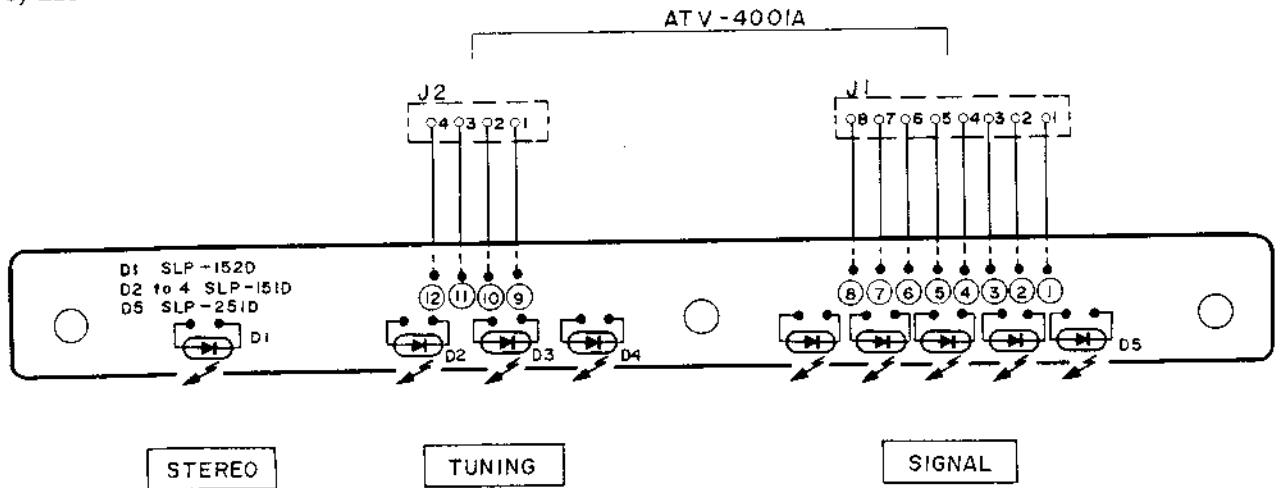 ATV-4001A
J2
4 3 2 1
J1
8 7 6 5 4 3 2 1
D1 SLP-152D
D2 to 4 SLP-151D
D5 SLP-251D
12 11 10 9
8 7 6 5 4 3 2 1
D1
D2
D3
D4
D5
STEREO
TUNING
SIGNAL